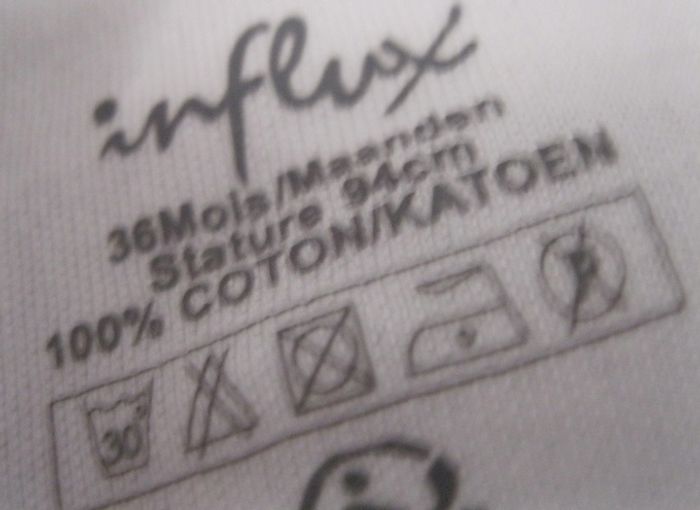 influx
36Mois/Maanden
Stature 94cm
100% COTON/KATOEN
30° P